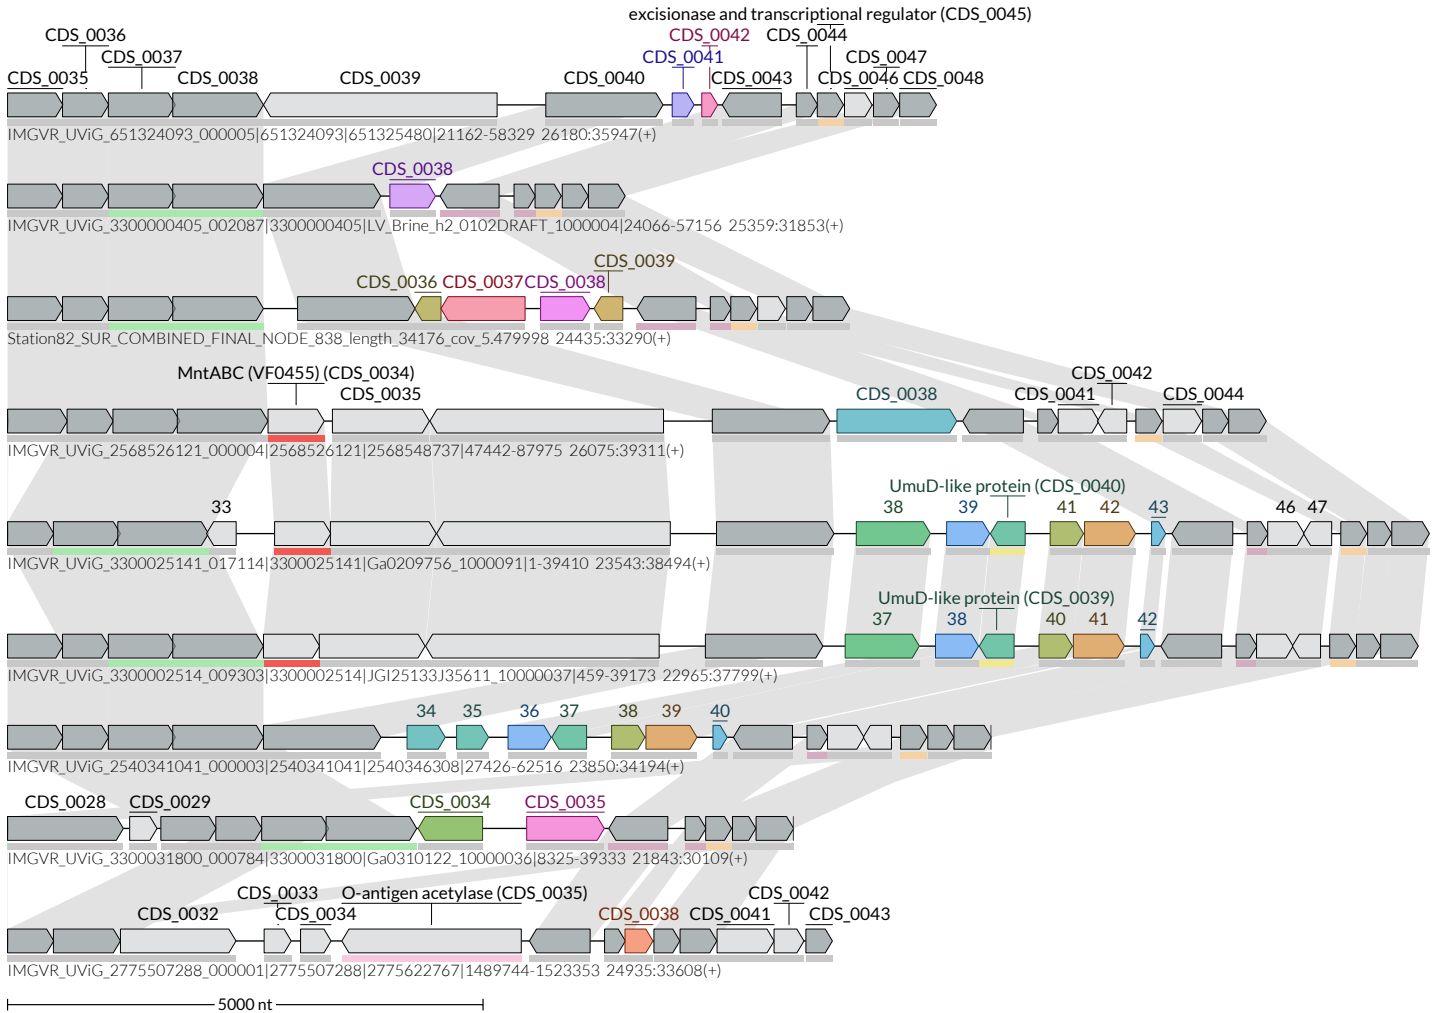 excisionase and transcriptional regulator (CDS_0045)
CDS_0036 CDS_0042 CDS_0044
CDS_0037 CDS_0041 CDS_0047
CDS_0035 CDS_0038 CDS_0039 CDS_0040 CDS_0043 CDS_0046 CDS_0048
IMGVR_UViG_651324093_000005|651324093|651325480|21162-58329 26180:35947(+)
CDS_0038
IMGVR_UViG_3300000405_002087|3300000405|LV_Brine_h2_0102DRAFT_1000004|24066-57156 25359:31853(+)
CDS_0039
CDS_0036 CDS_0037 CDS_0038
Station82_SUR_COMBINED_FINAL_NODE_838_length_34176_cov_5.479998 24435:33290(+)
MntABC (VF0455) (CDS_0034) CDS_0042
CDS_0035 CDS_0038 CDS_0041 CDS_0044
IMGVR_UViG_2568526121_000004|2568526121|2568548737|47442-87975 26075:39311(+)
UmuD-like protein (CDS_0040)
33 38 39 41 42 43 46 47
IMGVR_UViG_3300025141_017114|3300025141|Ga0209756_1000091|1-39410 23543:38494(+)
UmuD-like protein (CDS_0039)
37 38 40 41 42
IMGVR_UViG_3300002514_009303|3300002514|JGI25133J35611_10000037|459-39173 22965:37799(+)
34 35 36 37 38 39 40
IMGVR_UViG_2540341041_000003|2540341041|2540346308|27426-62516 23850:34194(+)
CDS_0028 CDS_0029 CDS_0034 CDS_0035
IMGVR_UViG_3300031800_000784|3300031800|Ga0310122_10000036|8325-39333 21843:30109(+)
CDS_0033 O-antigen acetylase (CDS_0035) CDS_0042
CDS_0032 CDS_0034 CDS_0038 CDS_0041 CDS_0043
IMGVR_UViG_2775507288_000001|2775507288|2775622767|1489744-1523353 24935:33608(+)
5000 nt